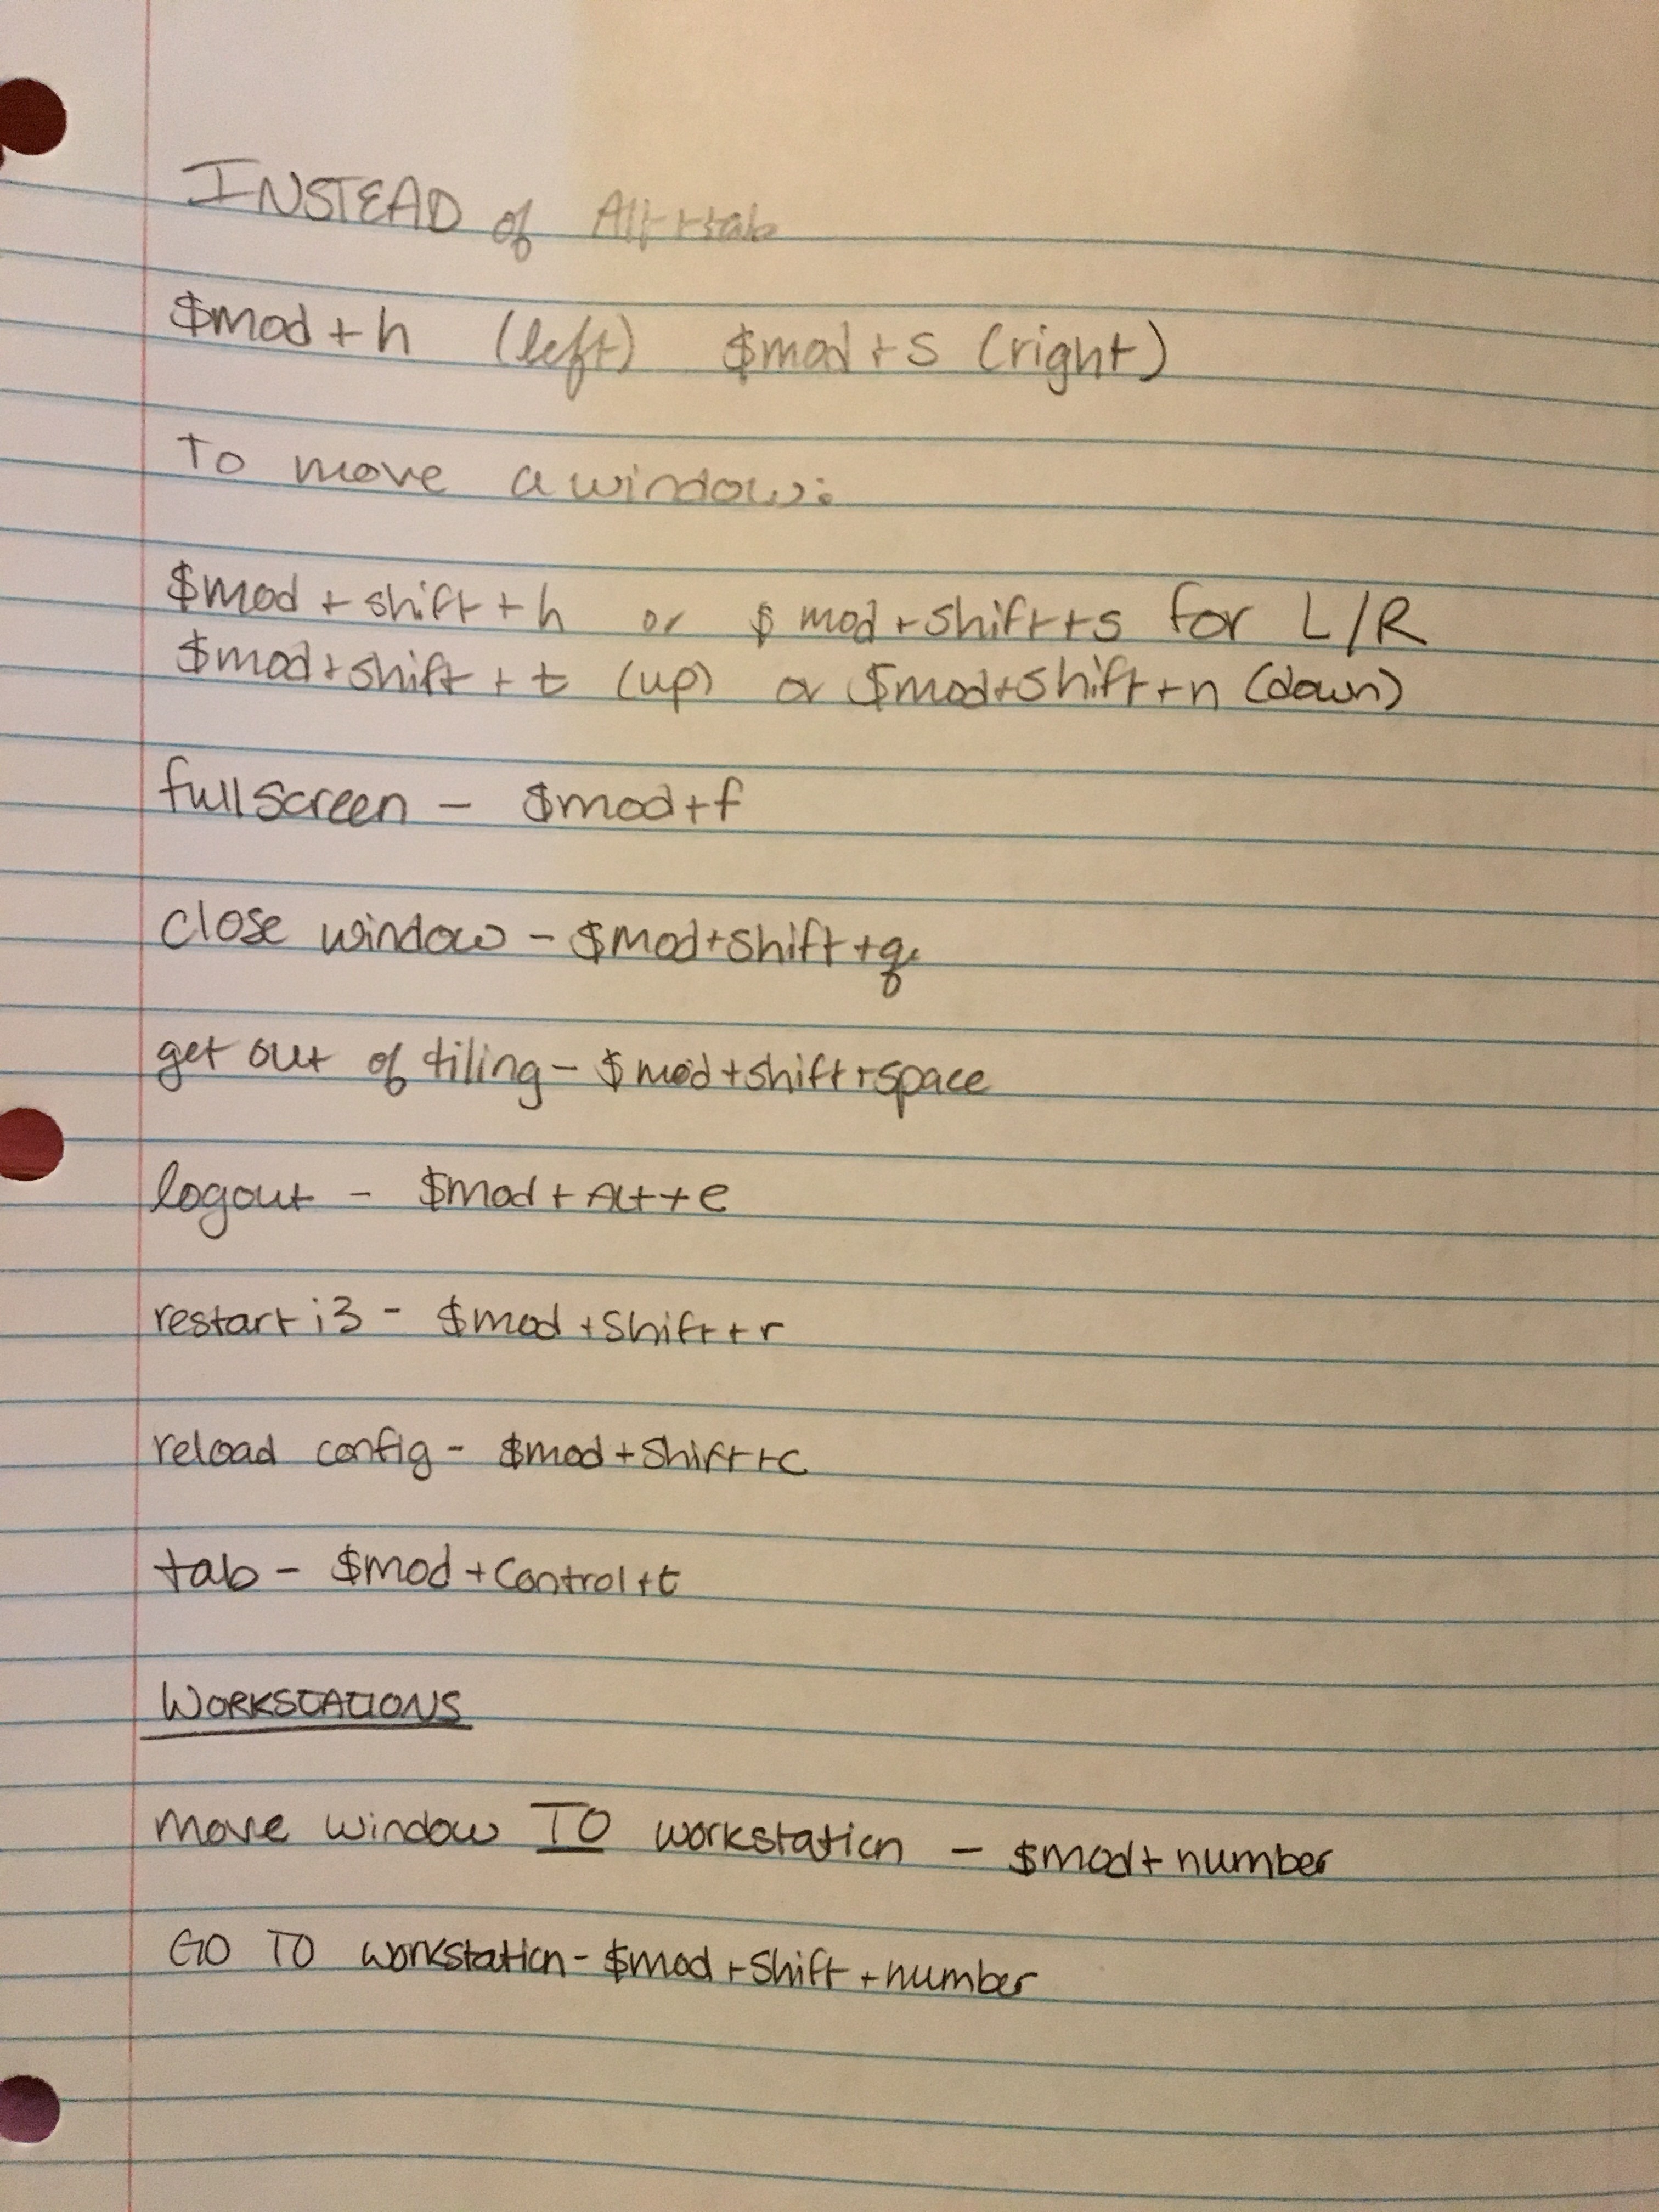 INSTEAD of Alt+tab
$mod+h (left) $mod+s (right)
To move a window:
$mod+shift+h or $mod+shift+s for L/R
$mod+shift+t (up) or $mod+shift+n (down)
fullscreen - $mod+f
close window - $mod+shift+q
get out of tiling - $mod+shift+space
logout - $mod+Alt+e
restart i3 - $mod+shift+r
reload config - $mod+shift+c
tab - $mod+control+t
WORKSTATIONS
move window TO workstation - $mod+number
GO TO workstation - $mod+shift+number